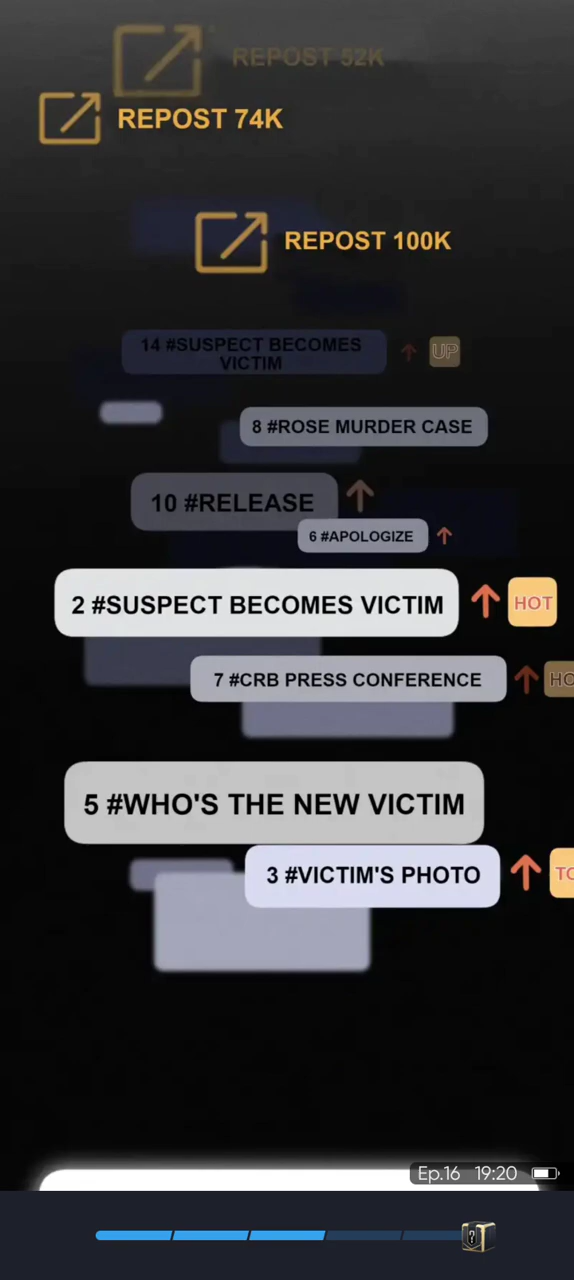 REPOST 52K
REPOST 74K
REPOST 100K
14 #SUSPECT BECOMES
VICTIM
UP
8 #ROSE MURDER CASE
10 #RELEASE
6 #APOLOGIZE
2 #SUSPECT BECOMES VICTIM
HOT
7 #CRB PRESS CONFERENCE
HO
5 #WHO'S THE NEW VICTIM
3 #VICTIM'S PHOTO
TO
Ep.16 19:20
?